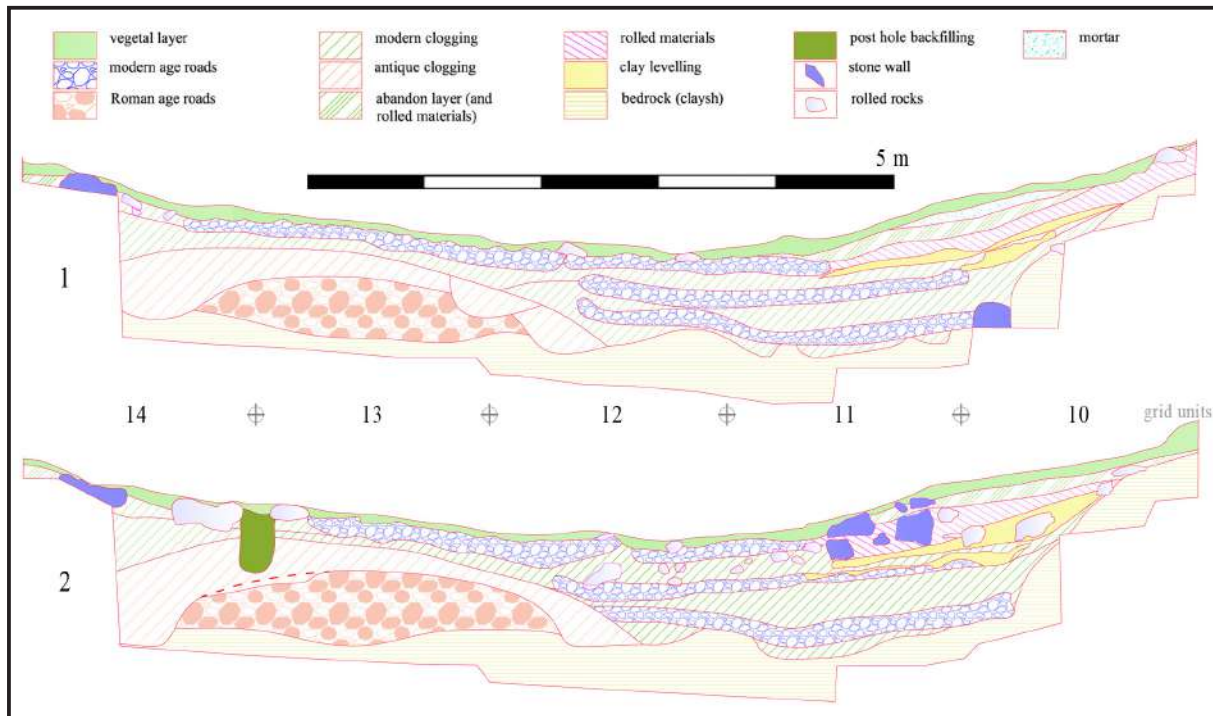 vegetal layer
modern age roads
Roman age roads
modern clogging
antique clogging
abandon layer (and
rolled materials)
rolled materials
clay levelling
bedrock (claysh)
post hole backfilling
stone wall
rolled rocks
mortar
5 m
1
14 13 12 11 10 grid units
2